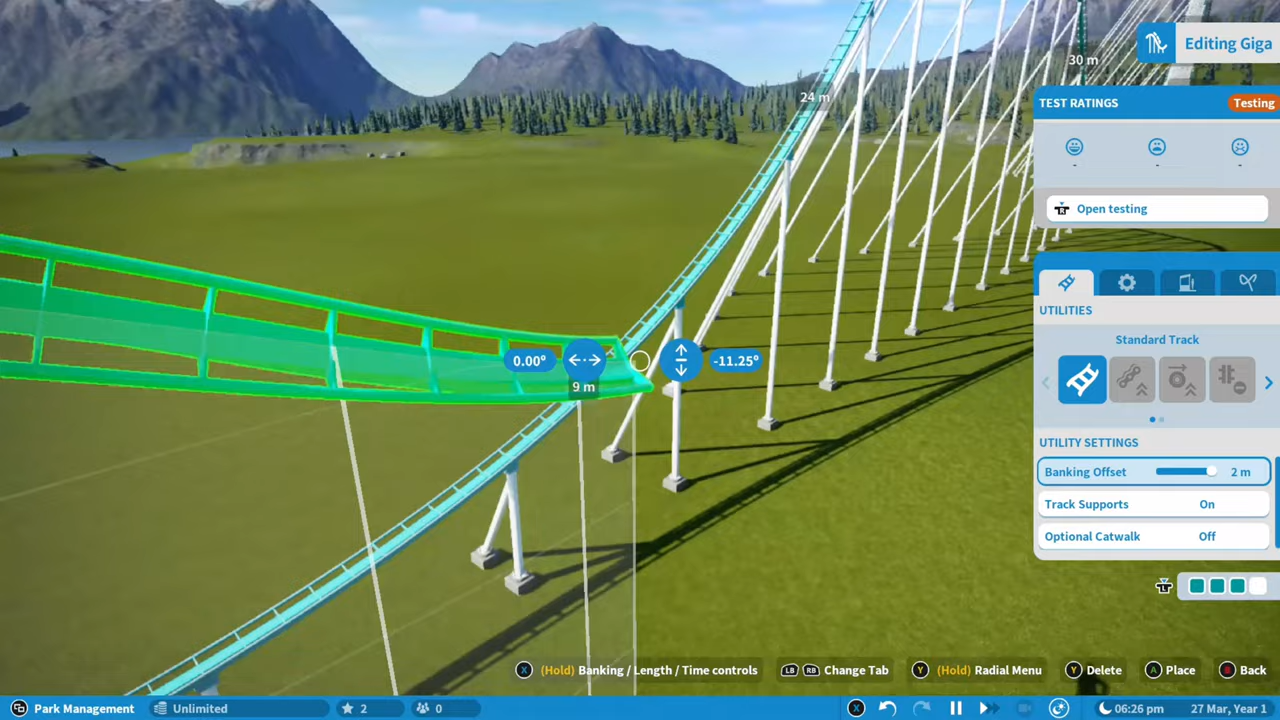 Editing Giga
30 m
TEST RATINGS
Testing
24 m
-
-
-
Open testing
UTILITIES
Standard Track
0.00°
-11.25°
9 m
UTILITY SETTINGS
Banking Offset
2 m
Track Supports
On
Optional Catwalk
Off
X
(Hold) Banking / Length / Time controls
LB
RB
Change Tab
Y
(Hold) Radial Menu
Y
Delete
A
Place
B
Back
Park Management
Unlimited
2
0
X
06:26 pm
27 Mar, Year 1